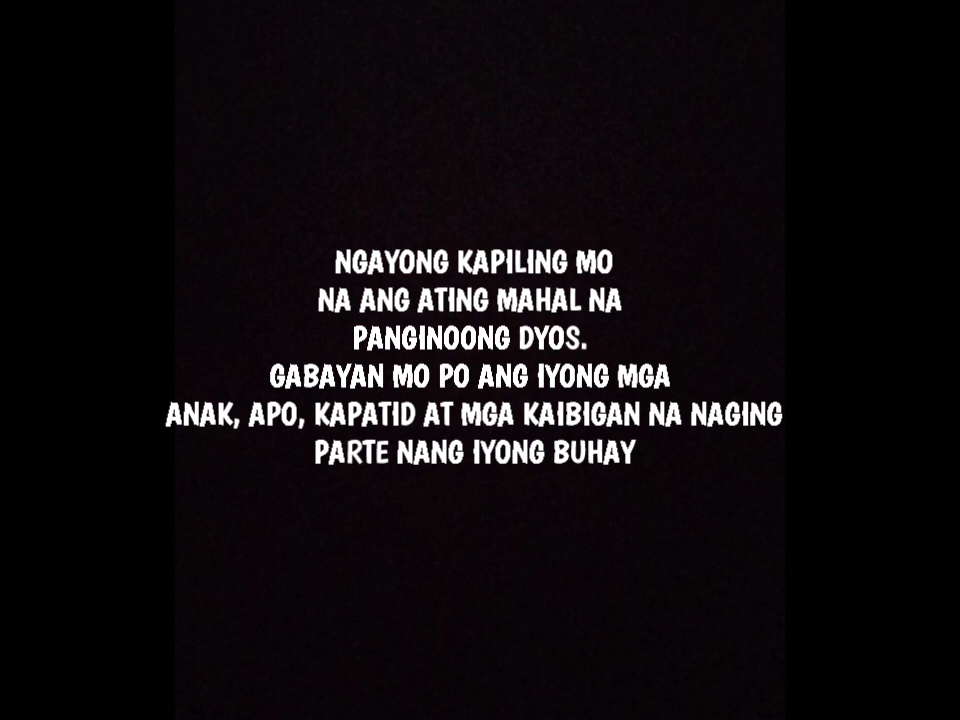 NGAYONG KAPILING MO
NA ANG ATING MAHAL NA
PANGINOONG DYOS.
GABAYAN MO PO ANG IYONG MGA
ANAK, APO, KAPATID AT MGA KAIBIGAN NA NAGING
PARTE NANG IYONG BUHAY